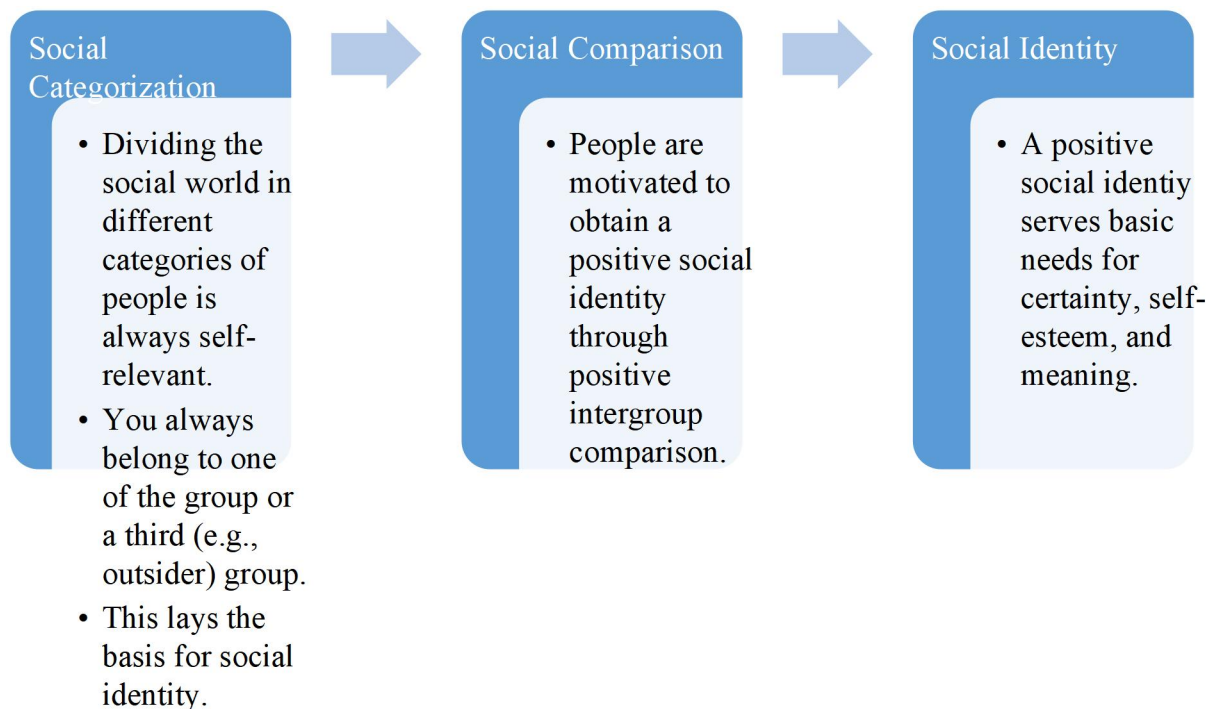 Social
Categorization
• Dividing the
social world in
different
categories of
people is
always self-
relevant.
• You always
belong to one
of the group or
a third (e.g.,
outsider) group.
• This lays the
basis for social
identity.
Social Comparison
• People are
motivated to
obtain a
positive social
identity
through
positive
intergroup
comparison.
Social Identity
• A positive
social identiy
serves basic
needs for
certainty, self-
esteem, and
meaning.